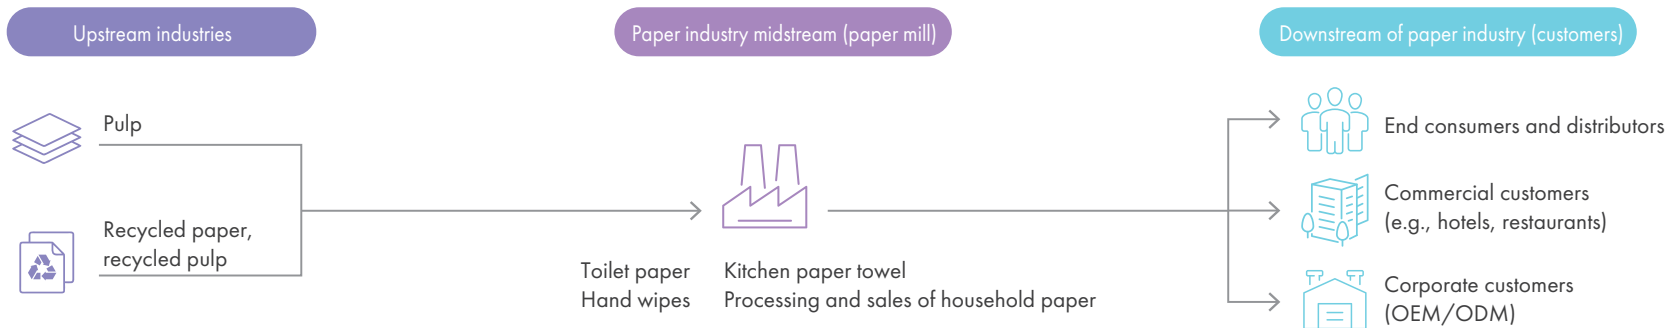 Upstream industries
Paper industry midstream (paper mill)
Downstream of paper industry (customers)
Pulp
Recycled paper,
recycled pulp
Toilet paper
Hand wipes
Kitchen paper towel
Processing and sales of household paper
End consumers and distributors
Commercial customers
(e.g., hotels, restaurants)
Corporate customers
(OEM/ODM)